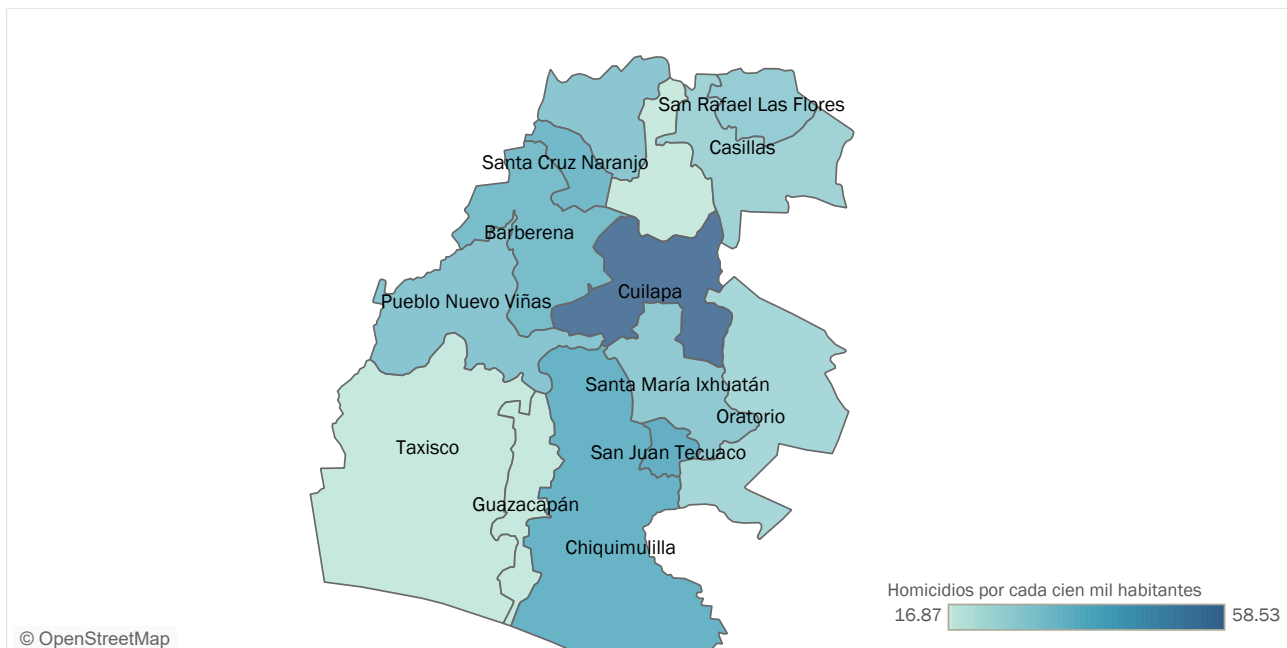 San Rafael Las Flores
Casillas
Santa Cruz Naranjo
Barberena
Cuilapa
Pueblo Nuevo Viñas
Santa María Ixhuatán
Oratorio
Taxisco
San Juan Tecuaco
Guazacapán
Chiquimulilla
Homicidios por cada cien mil habitantes
16.87
58.53
© OpenStreetMap